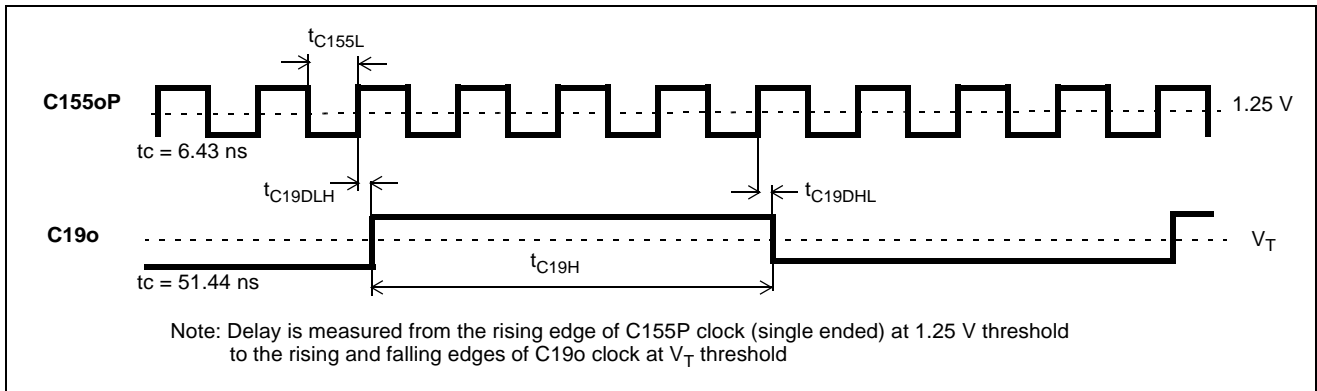 tC155L
C155oP
1.25 V
tc = 6.43 ns
tC19DLH
tC19DHL
C19o
VT
tC19H
tc = 51.44 ns
Note: Delay is measured from the rising edge of C155P clock (single ended) at 1.25 V threshold
to the rising and falling edges of C19o clock at VT threshold